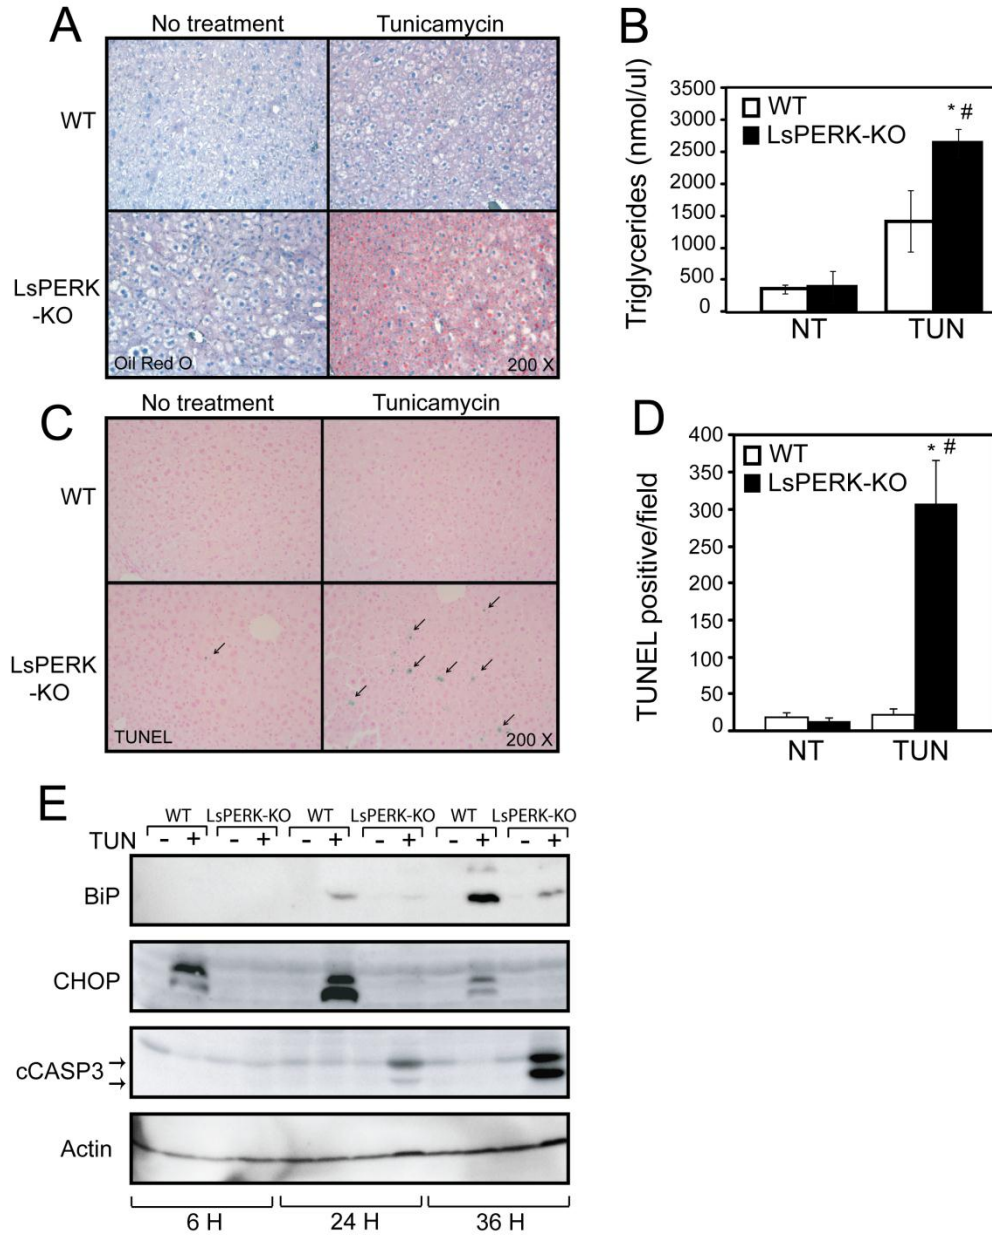 A
No treatment
Tunicamycin
WT
LsPERK
-KO
Oil Red O
200 X
B
Triglycerides (nmol/ul)
3500
3000
2500
2000
1500
1000
500
0
WT
LsPERK-KO
* #
NT
TUN
C
No treatment
Tunicamycin
WT
LsPERK
-KO
TUNEL
200 X
D
TUNEL positive/field
400
350
300
250
200
150
100
50
0
WT
LsPERK-KO
* #
NT
TUN
E
WT LsPERK-KO WT LsPERK-KO WT LsPERK-KO
TUN - + - + - + - + - + - +
BiP
CHOP
cCASP3
Actin
6 H 24 H 36 H